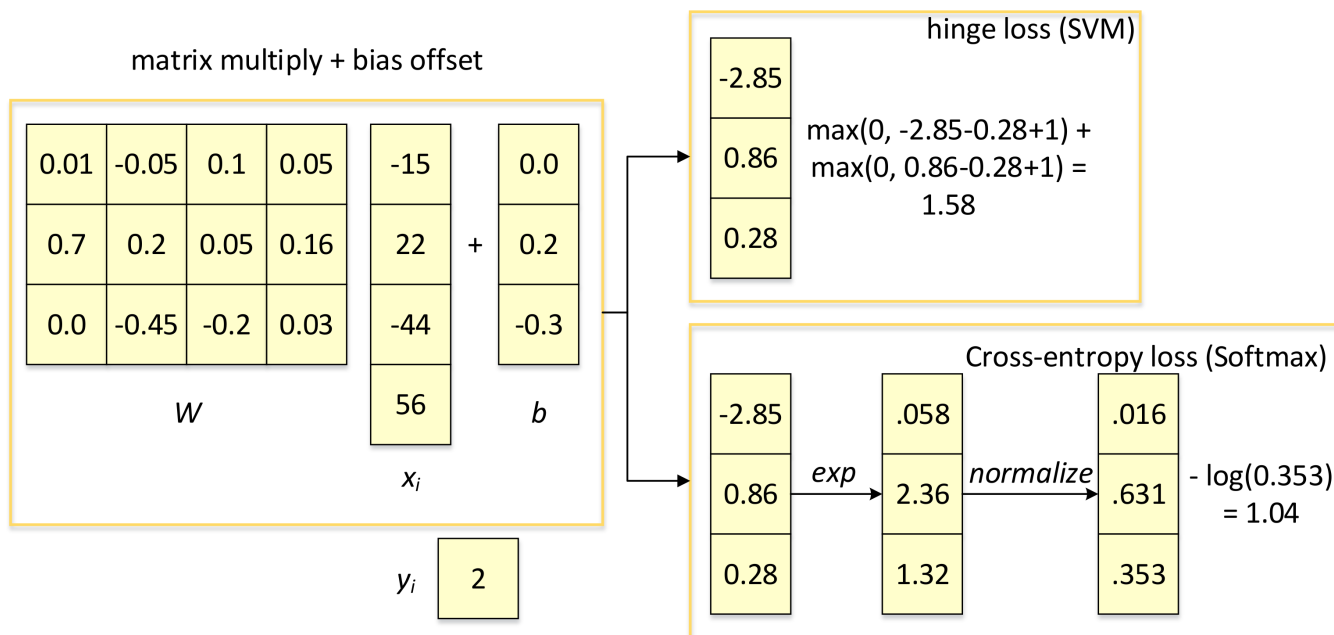 matrix multiply + bias offset
0.01 -0.05 0.1 0.05
0.7 0.2 0.05 0.16
0.0 -0.45 -0.2 0.03
W
-15
22
-44
56
xi
+
0.0
0.2
-0.3
b
yi 2
hinge loss (SVM)
-2.85
0.86
0.28
max(0, -2.85-0.28+1) +
max(0, 0.86-0.28+1) =
1.58
Cross-entropy loss (Softmax)
-2.85
0.86
0.28
exp
.058
2.36
1.32
normalize
.016
.631
.353
- log(0.353)
= 1.04